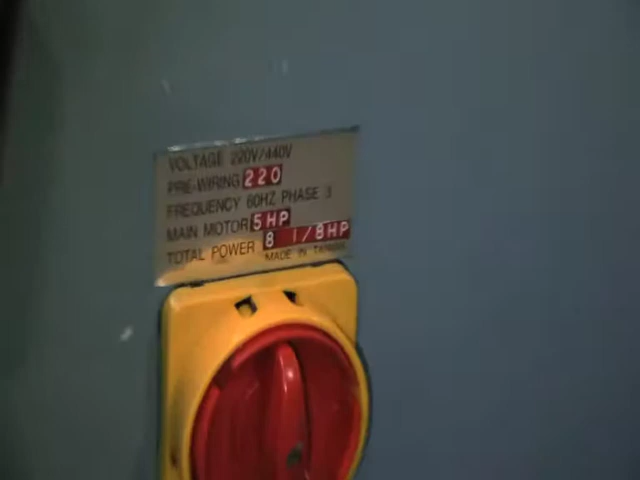 VOLTAGE 220V/440V
PRE-WIRING 220
FREQUENCY 60HZ PHASE 3
MAIN MOTOR 5HP
TOTAL POWER 8 1/8HP
MADE IN TAIWAN